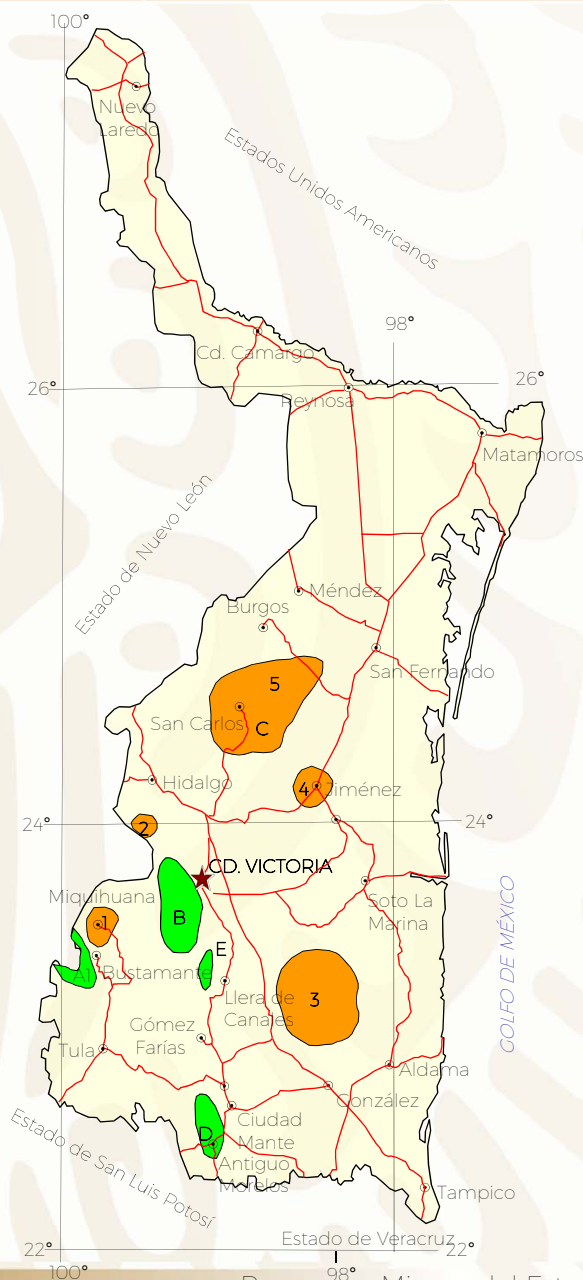 100°
Nuevo
Laredo
Estados Unidos Americanos
98°
Cd. Camargo
26°
26°
Reynosa
Matamoros
Estado de Nuevo León
Méndez
Burgos
San Fernando
5
San Carlos
C
Hidalgo
4
Jiménez
24°
2
24°
CD. VICTORIA
Miquihuana
Soto La
Marina
1
B
E
A1
Bustamante
GOLFO DE MÉXICO
Llera de
Canales
3
Gómez
Farías
Tula
Aldama
González
Ciudad
Mante
D
Antiguo
Morelos
Estado de San Luis Potosí
Tampico
Estado de Veracruz
22°
22°
100°
98°